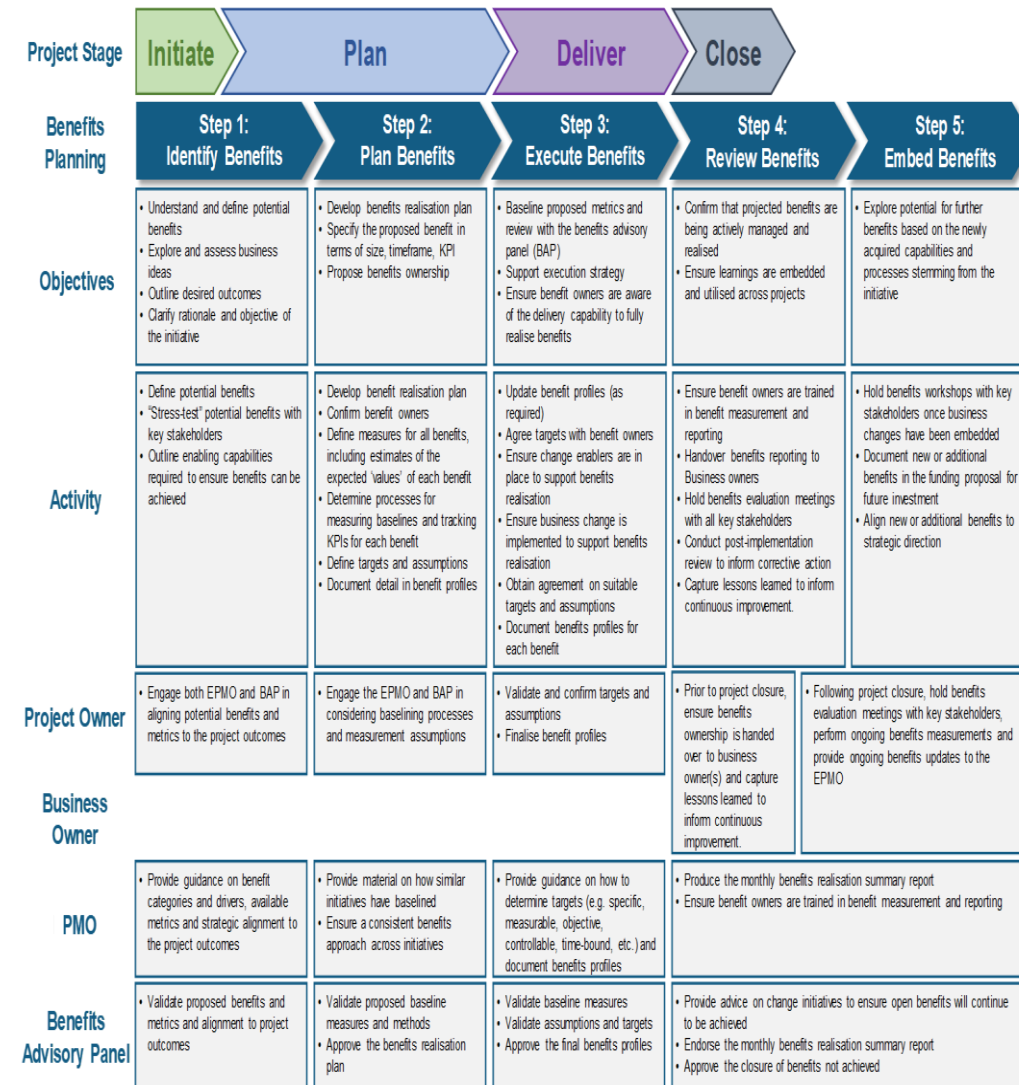 Project Stage
Initiate
Plan
Deliver
Close
Benefits
Planning
Step 1:
Identify Benefits
Step 2:
Plan Benefits
Step 3:
Execute Benefits
Step 4:
Review Benefits
Step 5:
Embed Benefits
Objectives
• Understand and define potential
benefits
• Explore and assess business
ideas
• Outline desired outcomes
• Clarify rationale and objective of
the initiative
• Develop benefits realisation plan
• Specify the proposed benefit in
terms of size, timeframe, KPI
• Propose benefits ownership
• Baseline proposed metrics and
review with the benefits advisory
panel (BAP)
• Support execution strategy
• Ensure benefit owners are aware
of the delivery capability to fully
realise benefits
• Confirm that projected benefits are
being actively managed and
realised
• Ensure learnings are embedded
and utilised across projects
• Explore potential for further
benefits based on the newly
acquired capabilities and
processes stemming from the
initiative
Activity
• Define potential benefits
• "Stress-test" potential benefits with
key stakeholders
• Outline enabling capabilities
required to ensure benefits can be
achieved
• Develop benefit realisation plan
• Confirm benefit owners
• Define measures for all benefits,
including estimates of the
expected 'values' of each benefit
• Determine processes for
measuring baselines and tracking
KPIs for each benefit
• Define targets and assumptions
• Document detail in benefit profiles
• Update benefit profiles (as
required)
• Agree targets with benefit owners
• Ensure change enablers are in
place to support benefits
realisation
• Ensure business change is
implemented to support benefits
realisation
• Obtain agreement on suitable
targets and assumptions
• Document benefits profiles for
each benefit
• Ensure benefit owners are trained
in benefit measurement and
reporting
• Handover benefits reporting to
Business owners
• Hold benefits evaluation meetings
with all key stakeholders
• Conduct post-implementation
review to inform corrective action
• Capture lessons learned to inform
continuous improvement.
• Hold benefits workshops with key
stakeholders once business
changes have been embedded
• Document new or additional
benefits in the funding proposal for
future investment
• Align new or additional benefits to
strategic direction
Project Owner
• Engage both EPMO and BAP in
aligning potential benefits and
metrics to the project outcomes
• Engage the EPMO and BAP in
considering baselining processes
and measurement assumptions
• Validate and confirm targets and
assumptions
• Finalise benefit profiles
• Prior to project closure,
ensure benefits
ownership is handed
over to business
owner(s) and capture
lessons learned to
inform continuous
improvement.
• Following project closure, hold benefits
evaluation meetings with key stakeholders,
perform ongoing benefits measurements and
provide ongoing benefits updates to the
EPMO
Business
Owner
PMO
• Provide guidance on benefit
categories and drivers, available
metrics and strategic alignment to
the project outcomes
• Provide material on how similar
initiatives have baselined
• Ensure a consistent benefits
approach across initiatives
• Provide guidance on how to
determine targets (e.g. specific,
measurable, objective,
controllable, time-bound, etc.) and
document benefits profiles
• Produce the monthly benefits realisation summary report
• Ensure benefit owners are trained in benefit measurement and reporting
Benefits
Advisory Panel
• Validate proposed benefits and
metrics and alignment to project
outcomes
• Validate proposed baseline
measures and methods
• Approve the benefits realisation
plan
• Validate baseline measures
• Validate assumptions and targets
• Approve the final benefits profiles
• Provide advice on change initiatives to ensure open benefits will continue
to be achieved
• Endorse the monthly benefits realisation summary report
• Approve the closure of benefits not achieved